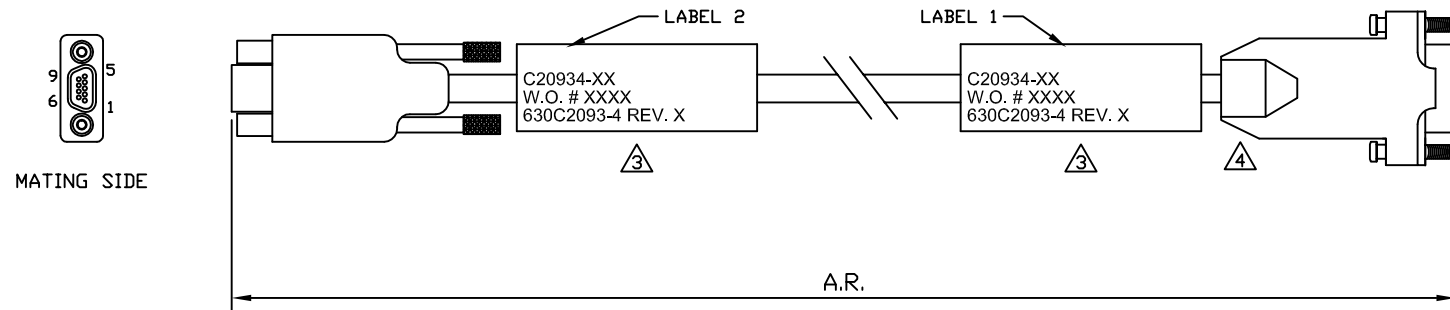 LABEL 2
LABEL 1
9
5
6
1
MATING SIDE
C20934-XX
W.O. # XXXX
630C2093-4 REV. X
3
C20934-XX
W.O. # XXXX
630C2093-4 REV. X
3
4
A.R.